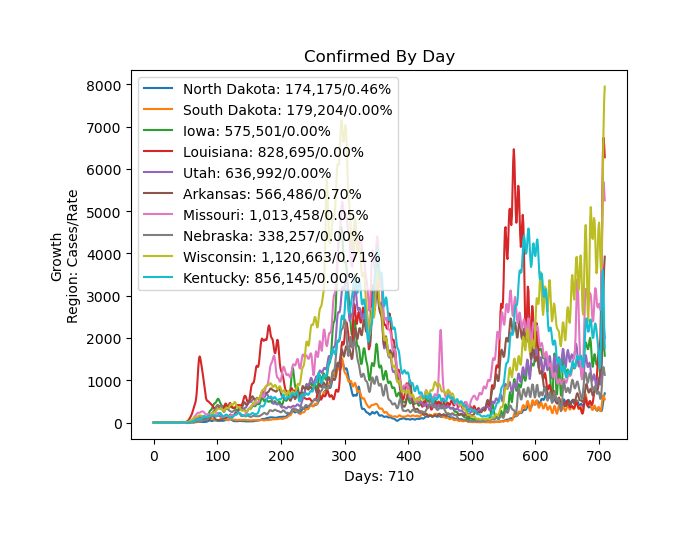 Confirmed By Day
8000
7000
6000
5000
4000
3000
2000
1000
0
Growth
Region: Cases/Rate
North Dakota: 174,175/0.46%
South Dakota: 179,204/0.00%
Iowa: 575,501/0.00%
Louisiana: 828,695/0.00%
Utah: 636,992/0.00%
Arkansas: 566,486/0.70%
Missouri: 1,013,458/0.05%
Nebraska: 338,257/0.00%
Wisconsin: 1,120,663/0.71%
Kentucky: 856,145/0.00%
0 100 200 300 400 500 600 700
Days: 710